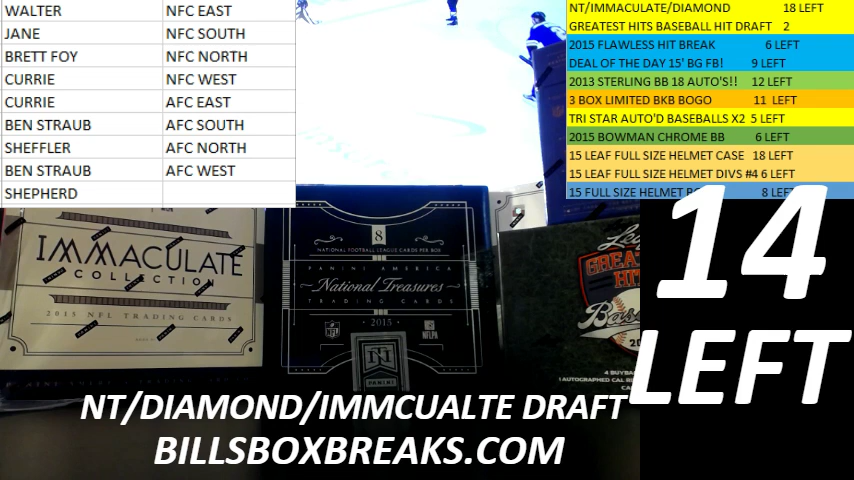 WALTER NFC EAST
JANE NFC SOUTH
BRETT FOY NFC NORTH
CURRIE NFC WEST
CURRIE AFC EAST
BEN STRAUB AFC SOUTH
SHEFFLER AFC NORTH
BEN STRAUB AFC WEST
SHEPHERD
NT/IMMACULATE/DIAMOND 18 LEFT
GREATEST HITS BASEBALL HIT DRAFT 2
2015 FLAWLESS HIT BREAK 6 LEFT
DEAL OF THE DAY 15' BG FB! 9 LEFT
2013 STERLING BB 18 AUTO'S!! 12 LEFT
3 BOX LIMITED BKB BOGO 11 LEFT
TRI STAR AUTO'D BASEBALLS X2 5 LEFT
2015 BOWMAN CHROME BB 6 LEFT
15 LEAF FULL SIZE HELMET CASE 18 LEFT
15 LEAF FULL SIZE HELMET DIVS #4 6 LEFT
15 FULL SIZE HELMET 8 LEFT
14
LEFT
IMMACULATE
COLLECTION
2015 NFL TRADING CARDS
8
NATIONAL FOOTBALL LEAGUE CARDS PER BOX
PANINI AMERICA
National Treasures
TRADING CARDS
2015
NFL
NFLPA
NT
PANINI
Leaf
GREATEST
HITS
Baseball
4 BUYBACK
NT/DIAMOND/IMMCUALTE DRAFT
BILLSBOXBREAKS.COM